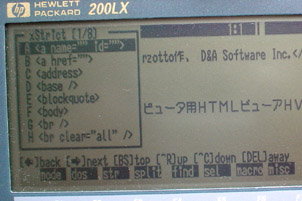 hp HEWLETT PACKARD 200LX
xStrict [1/8]
A <a name="" id="">
B <a href="">
C <address>
D <base />
E <blockquote>
F <body>
G <br />
H <br clear="all" />
1:1
rzotto作、 D&A Software Inc.
ピュータ用HTMLビューアHV
[←]back [→]next (BS)top (^R)up (^C)down (DEL)away
mode dos str split find sel macro misc